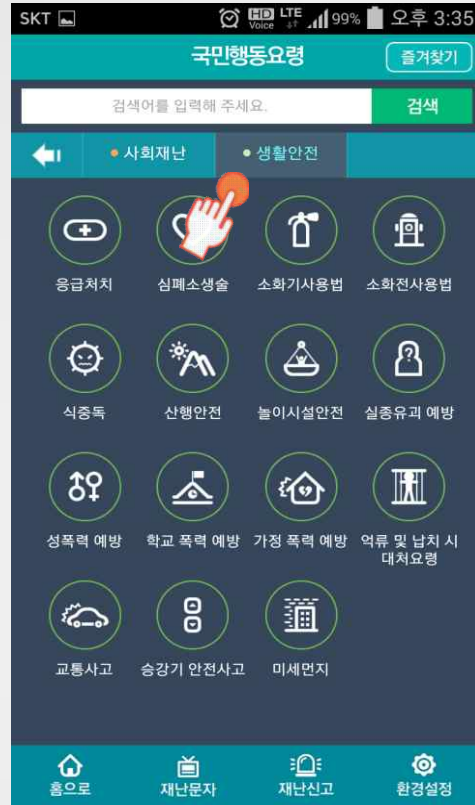 SKT HD Voice LTE 99% 오후 3:35
국민행동요령 즐겨찾기
검색어를 입력해 주세요. 검색
사회재난 생활안전
응급처치 심폐소생술 소화기사용법 소화전사용법
식중독 산행안전 놀이시설안전 실종유괴 예방
성폭력 예방 학교 폭력 예방 가정 폭력 예방 억류 및 납치 시
대처요령
교통사고 승강기 안전사고 미세먼지
홈으로 재난문자 재난신고 환경설정